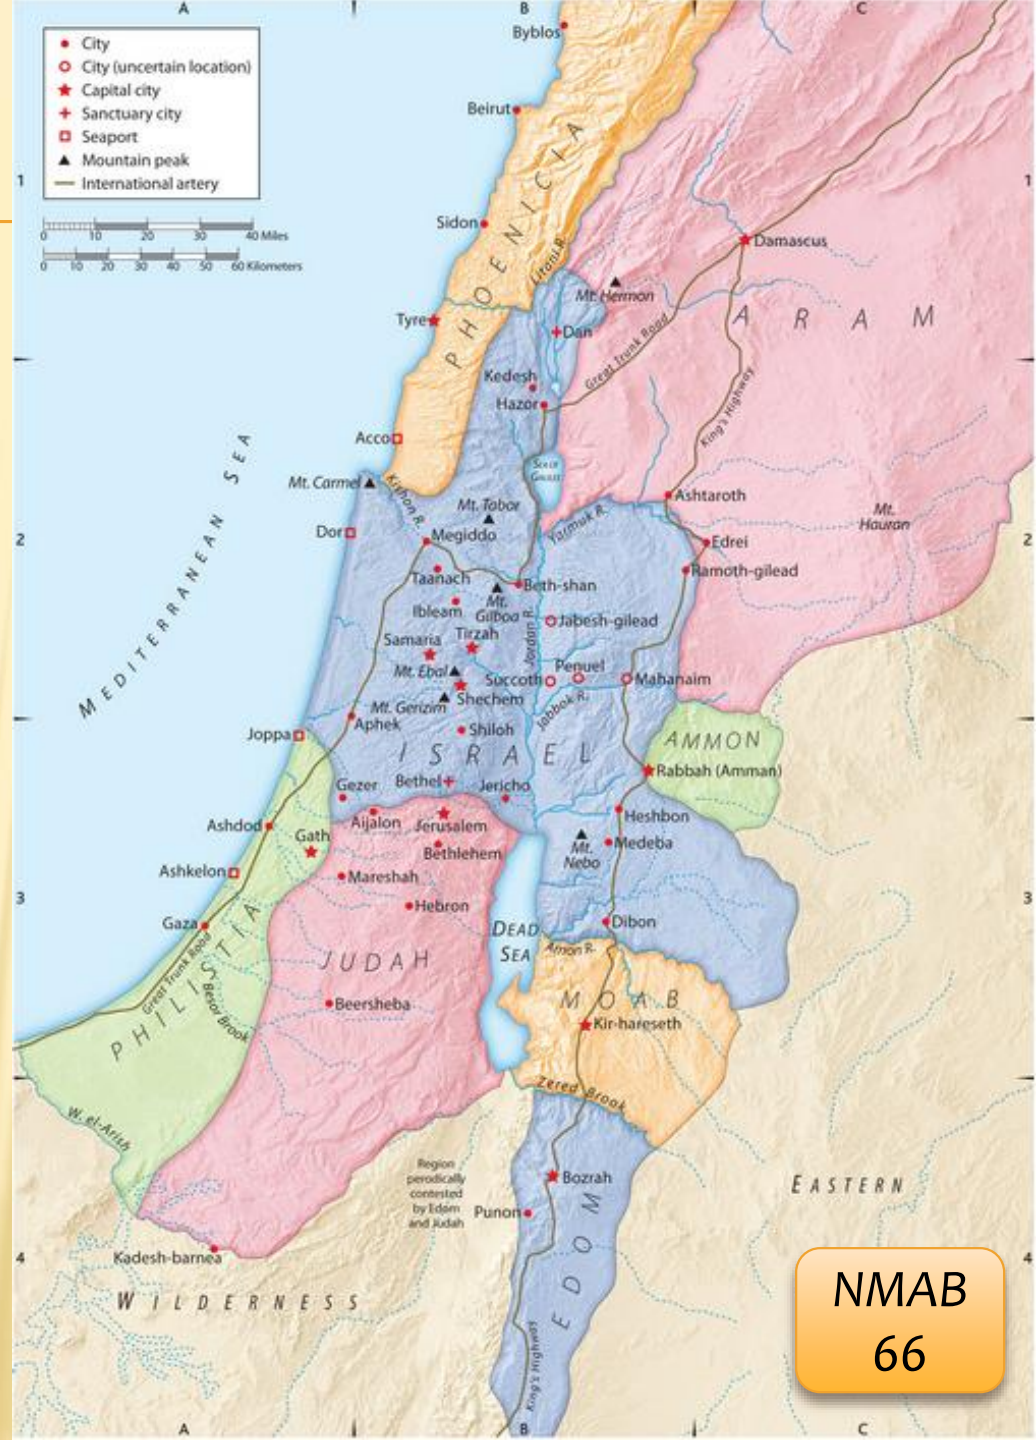 A
B
C
City
City (uncertain location)
Capital city
Sanctuary city
Seaport
Mountain peak
International artery
0 10 20 30 40 Miles
0 10 20 30 40 50 60 Kilometers
1
1
Byblos
Beirut
Sidon
PHOENICIA
Litani R.
Damascus
Mt. Hermon
ARAM
Tyre
Dan
Great Trunk Road
Kedesh
Hazor
King's Highway
Acco
SEA OF
GALILEE
MEDITERRANEAN SEA
Mt. Carmel
Kishon R.
Ashtaroth
Mt. Tabor
Mt.
Hauran
Yarmuk R.
Dor
Megiddo
2
2
Edrei
Ramoth-gilead
Taanach
Beth-shan
Ibleam
Mt.
Gilboa
Jordan R.
Jabesh-gilead
Samaria
Tirzah
Mt. Ebal
Penuel
Succoth
Mahanaim
Shechem
Mt. Gerizim
Jabbok R.
Aphek
Shiloh
Joppa
ISRAEL
AMMON
Rabbah (Amman)
Bethel
Gezer
Jericho
Heshbon
Ashdod
Aijalon
Jerusalem
Gath
Mt.
Nebo
Medeba
Bethlehem
Ashkelon
Mareshah
3
3
Hebron
Gaza
Dibon
DEAD
SEA
Arnon R.
JUDAH
Great Trunk Road
PHILISTIA
Besor Brook
Beersheba
MOAB
Kir-hareseth
Zered Brook
W. el-Arish
Region
periodically
contested
by Edom
and Judah
Bozrah
EASTERN
Punon
EDOM
Kadesh-barnea
4
4
WILDERNESS
King's Highway
NMAB
66
A
B
C